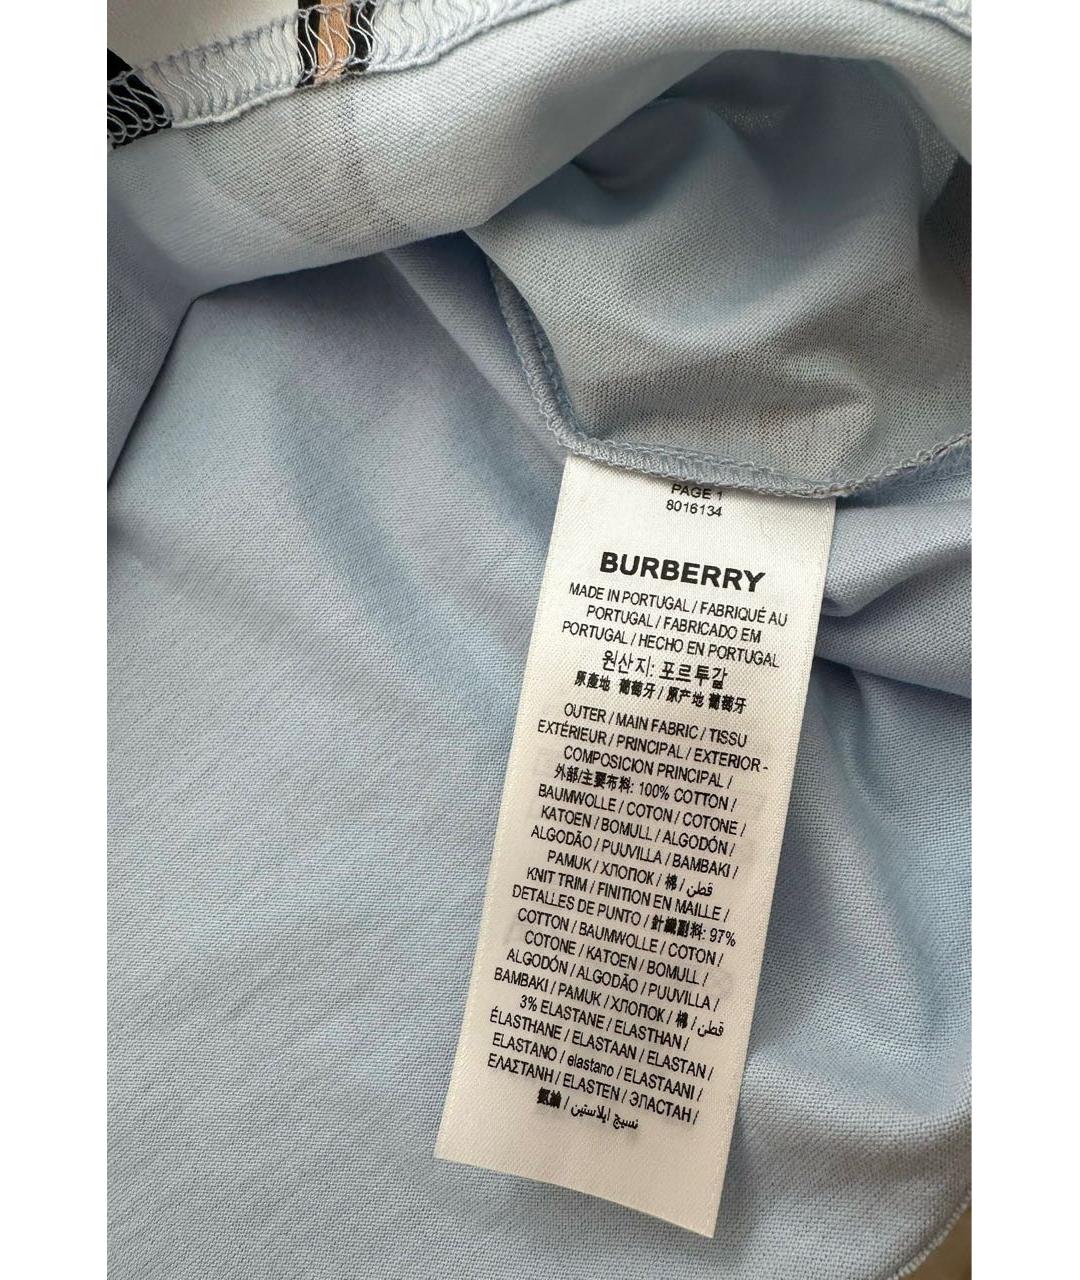 PAGE 1
8016134
BURBERRY
MADE IN PORTUGAL / FABRIQUÉ AU
PORTUGAL / FABRICADO EM
PORTUGAL / HECHO EN PORTUGAL
원산지: 포르투갈
原產地 葡萄牙 / 原产地 葡萄牙
OUTER / MAIN FABRIC / TISSU
EXTÉRIEUR / PRINCIPAL / EXTERIOR -
COMPOSICION PRINCIPAL /
外部/主要布料: 100% COTTON /
BAUMWOLLE / COTON / COTONE /
KATOEN / BOMULL / ALGODÓN /
ALGODÃO / PUUVILLA / BAMBAKI /
PAMUK / ХЛОПОК / 棉 / قطن
KNIT TRIM / FINITION EN MAILLE /
DETALLES DE PUNTO / 針織副料: 97%
COTTON / BAUMWOLLE / COTON /
COTONE / KATOEN / BOMULL /
ALGODÓN / ALGODÃO / PUUVILLA /
BAMBAKI / PAMUK / ХЛОПОК / 棉 / قطن
3% ELASTANE / ELASTHAN /
ÉLASTHANE / ELASTAAN / ELASTAN /
ELASTANO / elastano / ELASTAANI /
ΕΛΑΣΤΑΝΗ / ELASTEN / ЭЛАСТАН /
氨綸 / نسيج إيلاستين